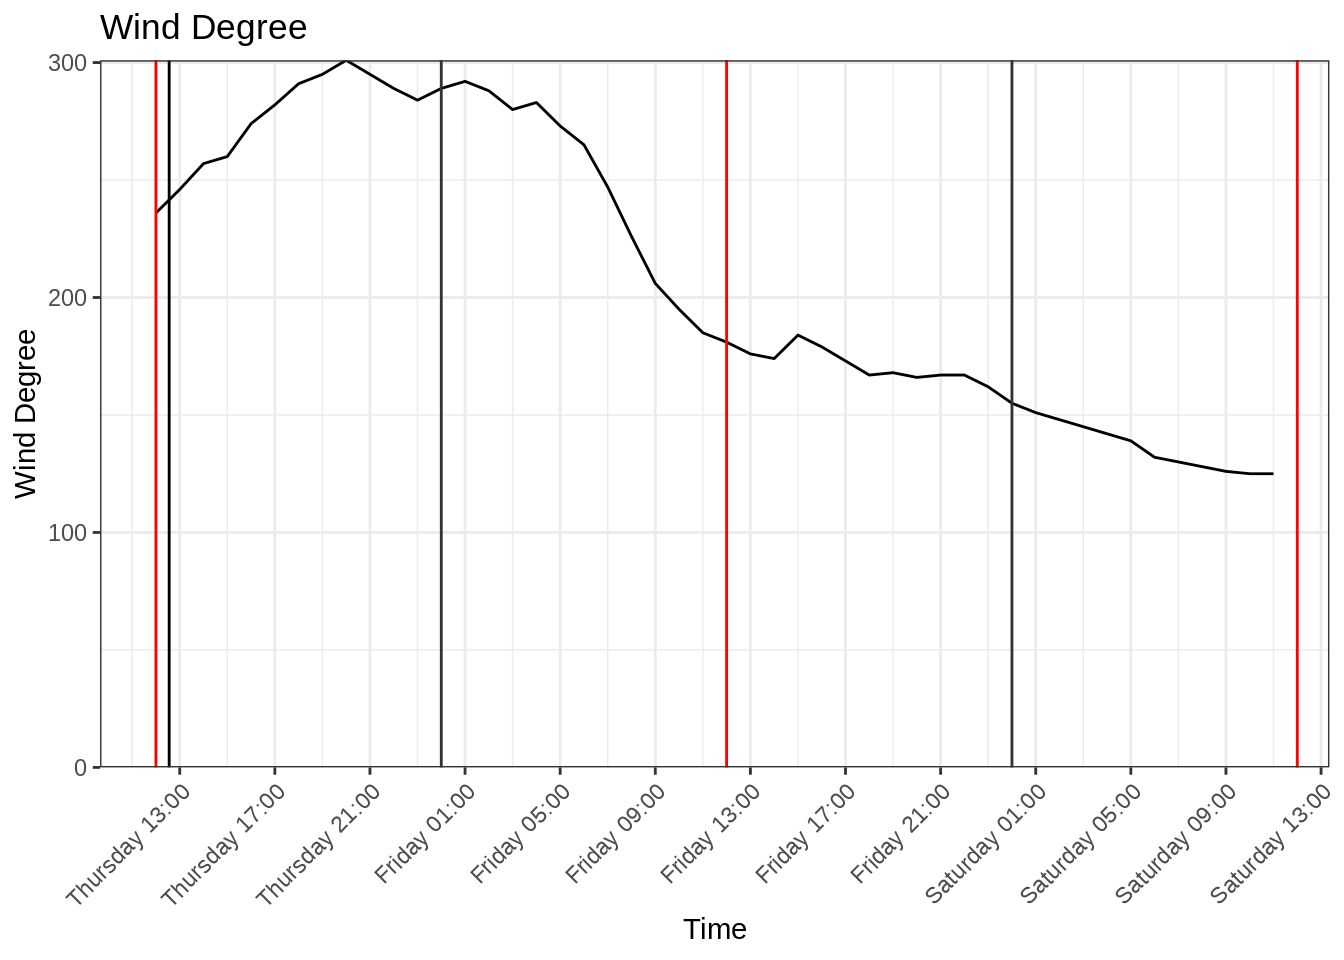 Wind Degree
300
200
100
0
Wind Degree
Thursday 13:00
Thursday 17:00
Thursday 21:00
Friday 01:00
Friday 05:00
Friday 09:00
Friday 13:00
Friday 17:00
Friday 21:00
Saturday 01:00
Saturday 05:00
Saturday 09:00
Saturday 13:00
Time